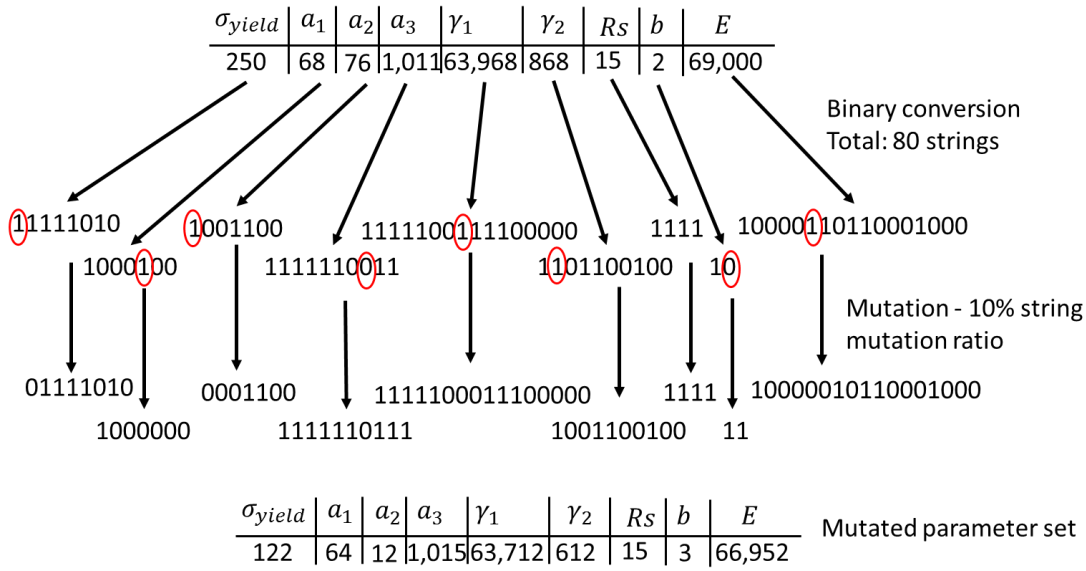 σ_yield a₁ a₂ a₃ γ₁ γ₂ Rs b E
250 68 76 1,011 63,968 868 15 2 69,000
Binary conversion
Total: 80 strings
11111010 1001100 1111100111100000 1111 10000110110001000
1000100 1111110011 1101100100 10
Mutation - 10% string
mutation ratio
01111010 0001100 1111100011100000 1111 10000010110001000
1000000 1111110111 1001100100 11
σ_yield a₁ a₂ a₃ γ₁ γ₂ Rs b E
122 64 12 1,015 63,712 612 15 3 66,952
Mutated parameter set